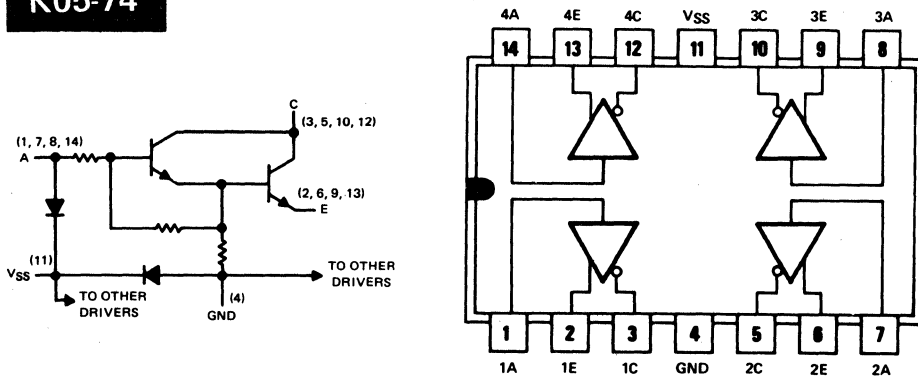 K05-74
C
(3, 5, 10, 12)
(1, 7, 8, 14)
A
(2, 6, 9, 13)
E
(11)
VSS
TO OTHER
DRIVERS
(4)
GND
TO OTHER
DRIVERS
4A 4E 4C VSS 3C 3E 3A
14 13 12 11 10 9 8
1 2 3 4 5 6 7
1A 1E 1C GND 2C 2E 2A